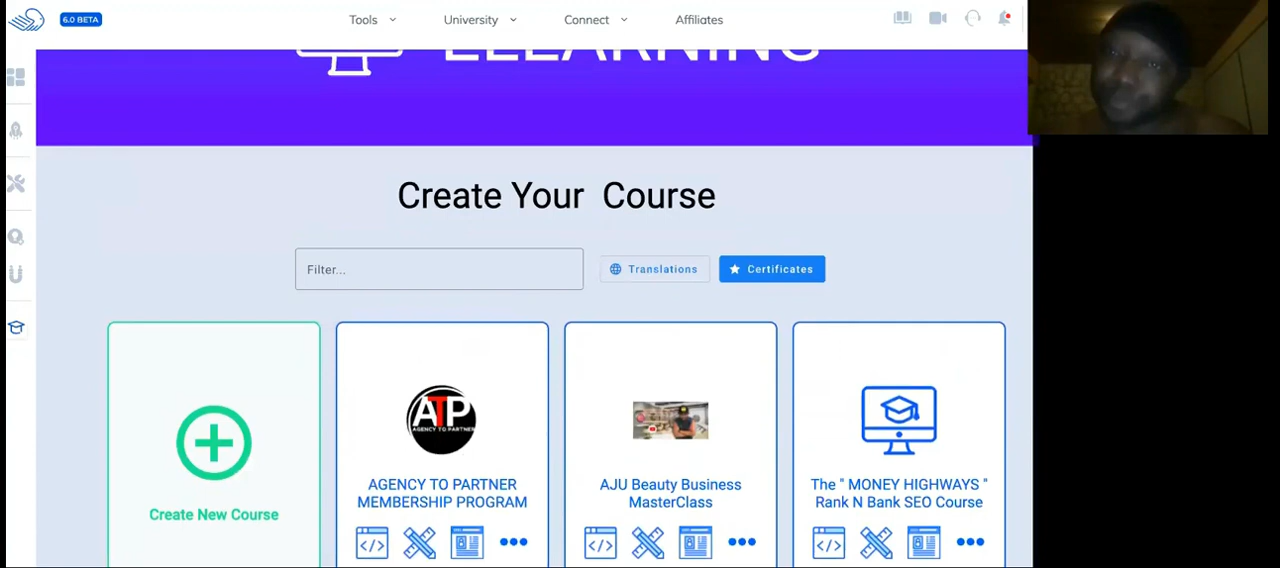 6.0 BETA
Tools
University
Connect
Affiliates
ELEARNING
Create Your Course
Filter...
Translations
Certificates
Create New Course
ATP
AGENCY TO PARTNER
AGENCY TO PARTNER
MEMBERSHIP PROGRAM
AJU Beauty Business
MasterClass
The " MONEY HIGHWAYS "
Rank N Bank SEO Course